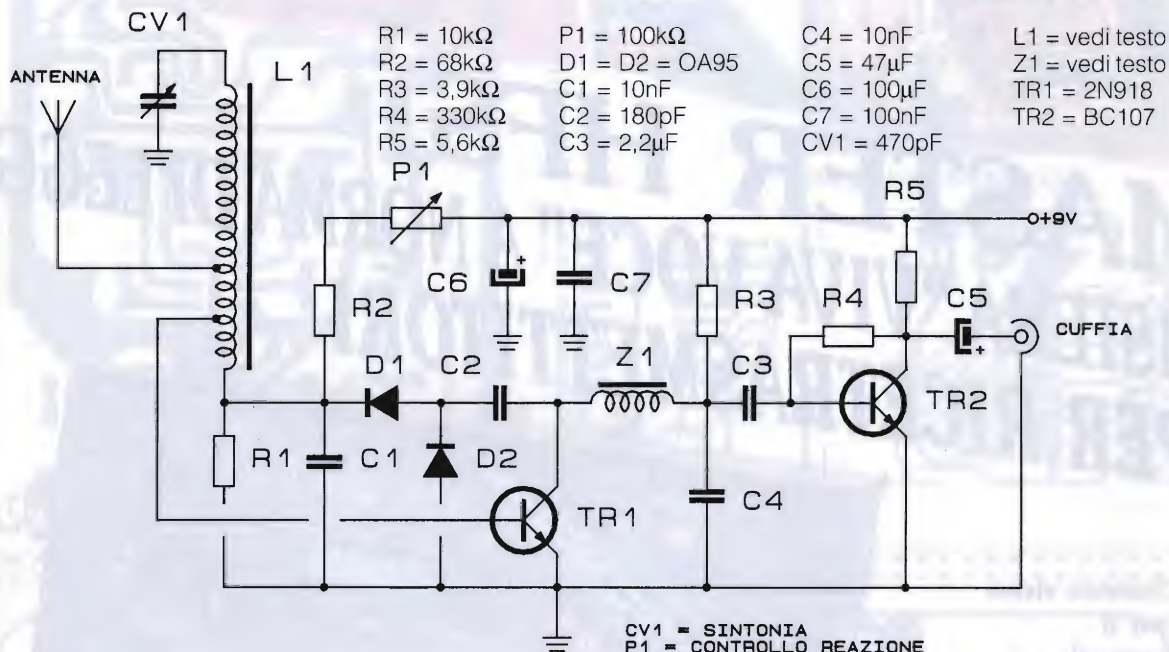 CV1
ANTENNA
L1
R1 = 10kΩ
R2 = 68kΩ
R3 = 3,9kΩ
R4 = 330kΩ
R5 = 5,6kΩ
P1 = 100kΩ
D1 = D2 = OA95
C1 = 10nF
C2 = 180pF
C3 = 2,2µF
C4 = 10nF
C5 = 47µF
C6 = 100µF
C7 = 100nF
CV1 = 470pF
L1 = vedi testo
Z1 = vedi testo
TR1 = 2N918
TR2 = BC107
P1
R5
+9V
C6
+
C7
R2
R3
R4
C5
+
CUFFIA
D1
C2
Z1
C3
TR2
R1
C1
D2
TR1
C4
CV1 = SINTONIA
P1 = CONTROLLO REAZIONE